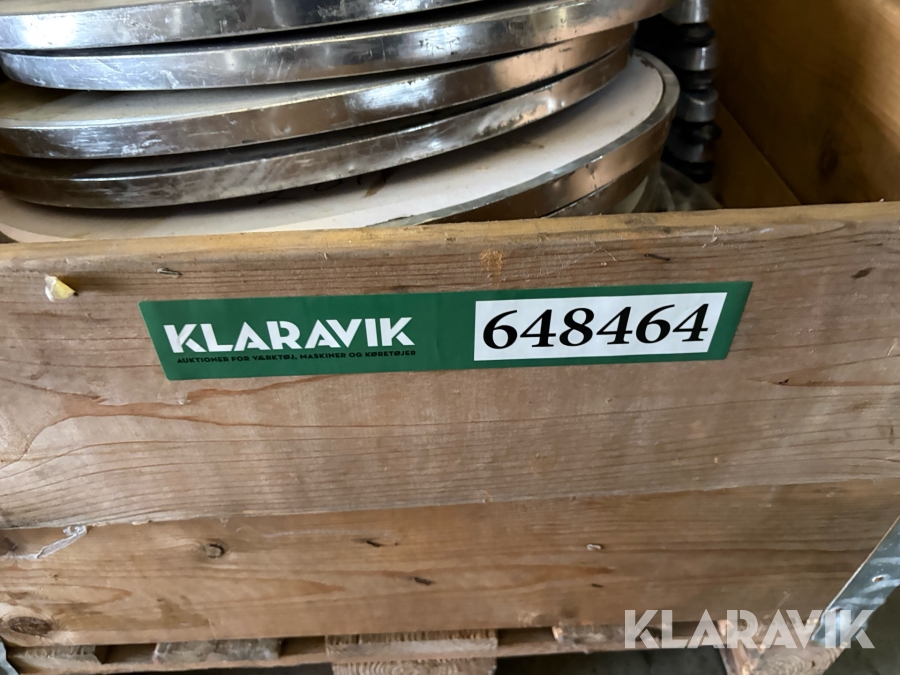 KLARAVIK
AUKTIONER FOR VÆRKTØJ, MASKINER OG KØRETØJER
648464
KLARAVIK